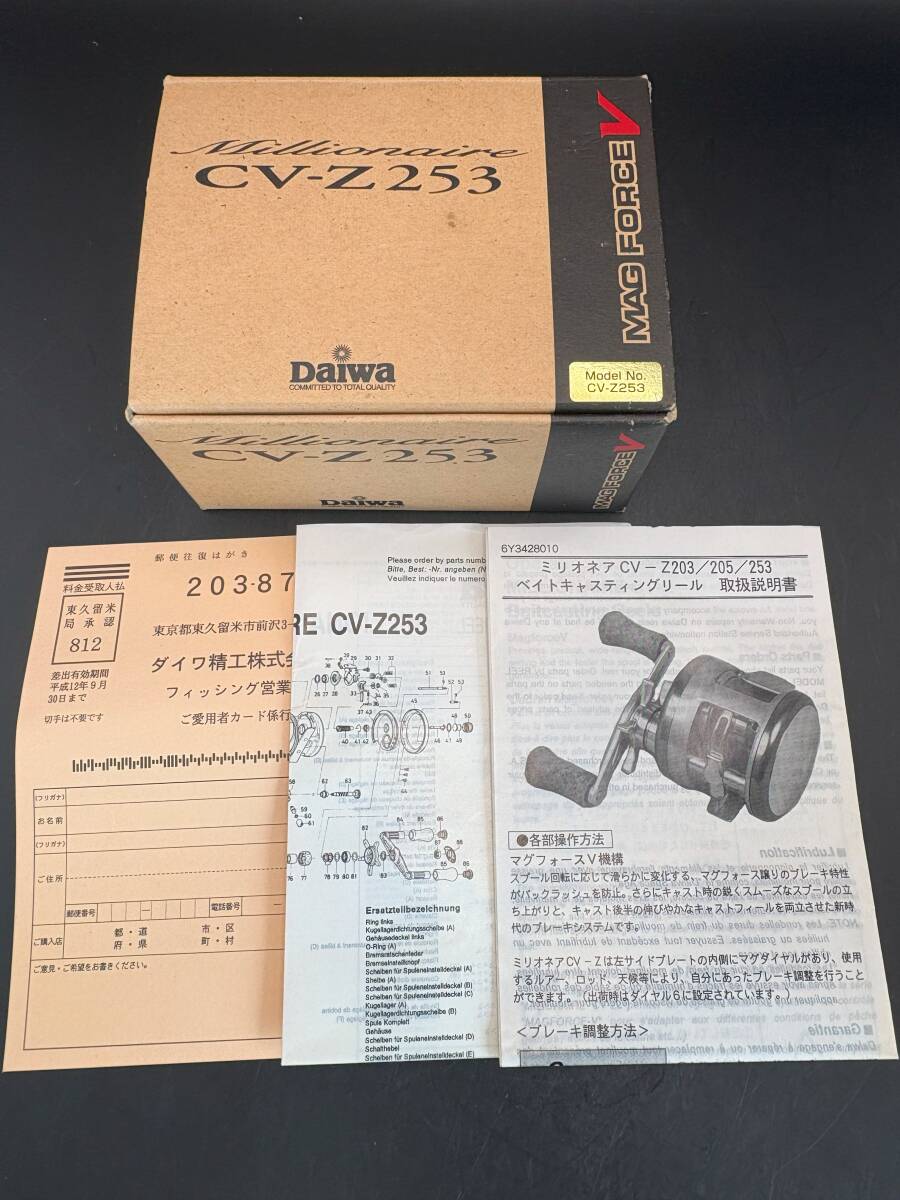 Millionaire
CV-Z253
MAG FORCE V
Daiwa
COMMITTED TO TOTAL QUALITY
Model No.
CV-Z253
Millionaire
CV-Z253
MAG FORCE V
Daiwa
郵便往復はがき
料金受取人払
203-87
東久留米
局承認
812
東京都東久留米市前沢3-
ダイワ精工株式会
フィッシング営業
ご愛用者カード係行
差出有効期間
平成12年9月
30日まで
切手は不要です
(フリガナ)
お名前
(フリガナ)
ご住所
郵便番号
電話番号
ご購入店
都・道
府・県
市・区
町・村
ご意見・ご希望をお書きください。
Please order by parts numb
Bitte, Best.-Nr. angeben (N
Veuillez indiquer le numero
RE CV-Z253
Ersatzteilbezeichnung
Ring links
Kugellagerdichtungsscheibe (A)
Gehäusedeckel links
O-Ring (A)
Bremsratschenfeder
Bremseinstellknopf
Scheiben für Spuleneinstelldeckel (A)
Sheibe (A)
Scheiben für Spuleneinstelldeckel (B)
Scheiben für Spuleneinstelldeckel (C)
Kugellager (A)
Kugellagerdichtungsscheibe (B)
Spule Komplett
Gehäuse
Scheiben für Spuleneinstelldeckel (D)
Schalthebel
Scheiben für Spuleneinstelldeckel (E)
6Y3428010
ミリオネアCV-Z203/205/253
ベイトキャスティングリール 取扱説明書
●各部操作方法
マグフォースV機構
スプール回転に応じて滑らかに変化する、マグフォース譲りのブレーキ特性
がバックラッシュを防止。さらにキャスト時の鋭くスムーズなスプールの立
ち上がりと、キャスト後半の伸びやかなキャストフィールを両立させた新時
代のブレーキシステムです。
ミリオネアCV-Zは左サイドプレートの内側にマグダイヤルがあり、使用
するルアー、ロッド、天候等により、自分にあったブレーキ調整を行うこと
ができます。(出荷時はダイヤル6に設定されています。)
<ブレーキ調整方法>